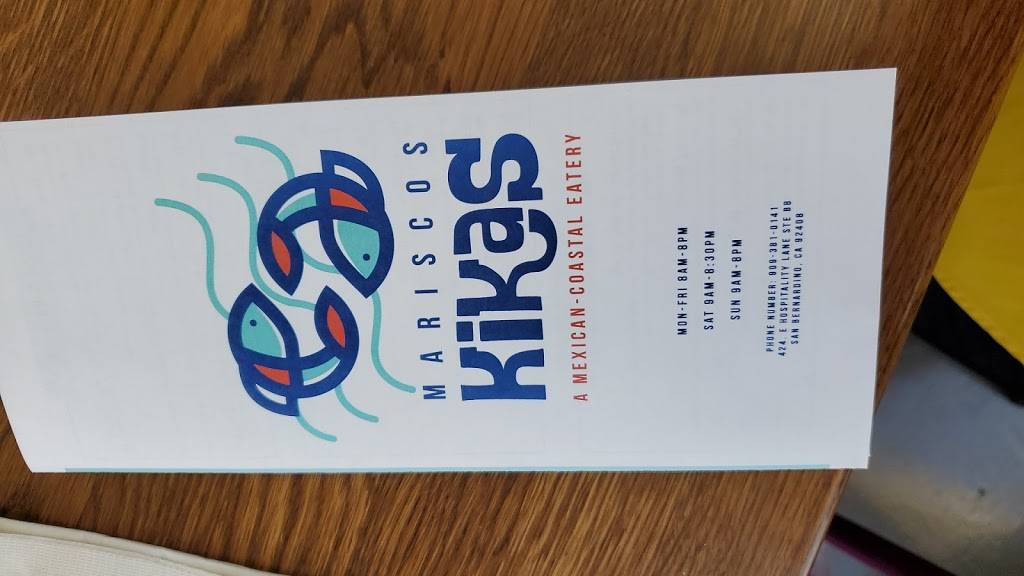 MARISCOS
Kikas
A MEXICAN-COASTAL EATERY
MON-FRI 8AM-8PM
SAT 9AM-8:30PM
SUN 9AM-8PM
PHONE NUMBER: 909-381-0141
424. E HOSPITALITY LANE STE B8
SAN BERNARDINO, CA 92408